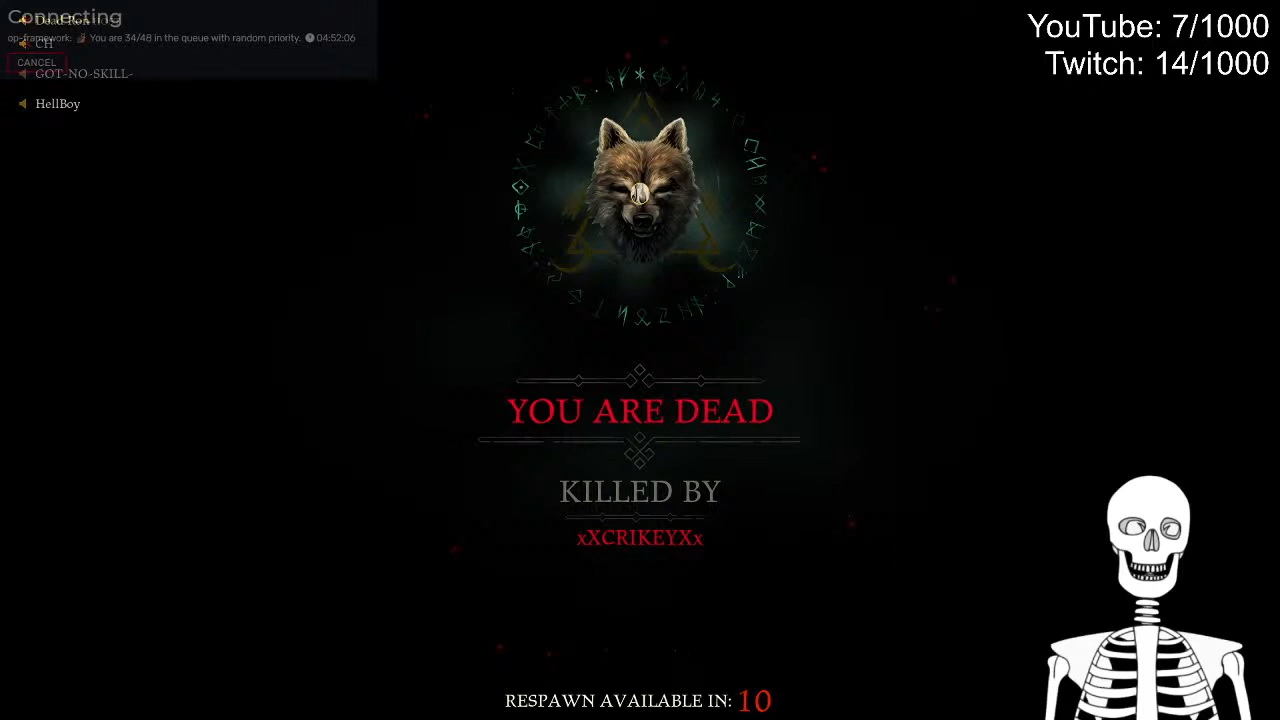 Connecting
Dead Ron
op-framework: You are 34/48 in the queue with random priority. 04:52:06
CH
CANCEL
GOT-NO-SKILL-
HellBoy
YouTube: 7/1000
Twitch: 14/1000
YOU ARE DEAD
KILLED BY
xXCRIKEYXx
RESPAWN AVAILABLE IN: 10